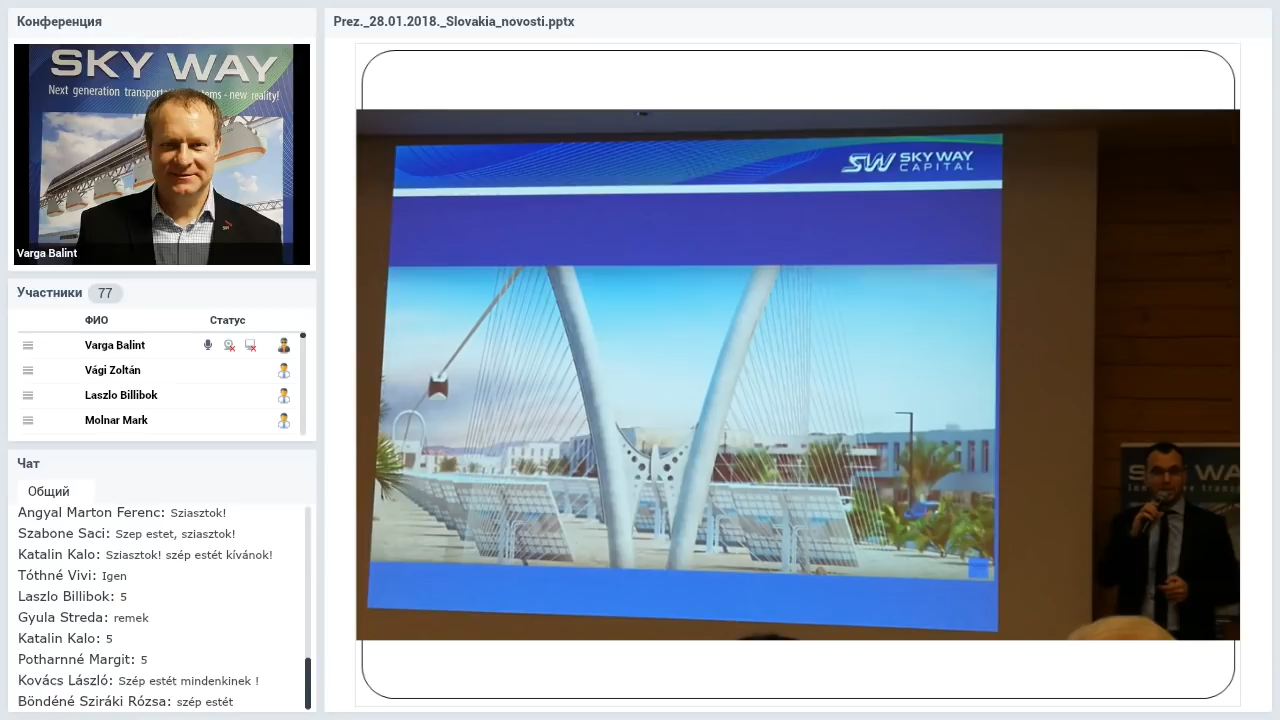 Конференция
SKY WAY
Next generation transport
ems - new reality!
Varga Balint
Участники 77
ФИО Статус
Varga Balint
Vági Zoltán
Laszlo Billibok
Molnar Mark
Чат
Общий
Angyal Marton Ferenc: Sziasztok!
Szabone Saci: Szep estet, sziasztok!
Katalin Kalo: Sziasztok! szép estét kívánok!
Tóthné Vivi: Igen
Laszlo Billibok: 5
Gyula Streda: remek
Katalin Kalo: 5
Potharnné Margit: 5
Kovács László: Szép estét mindenkinek !
Böndéné Sziráki Rózsa: szép estét
Prez._28.01.2018._Slovakia_novosti.pptx
SW SKY WAY
CAPITAL